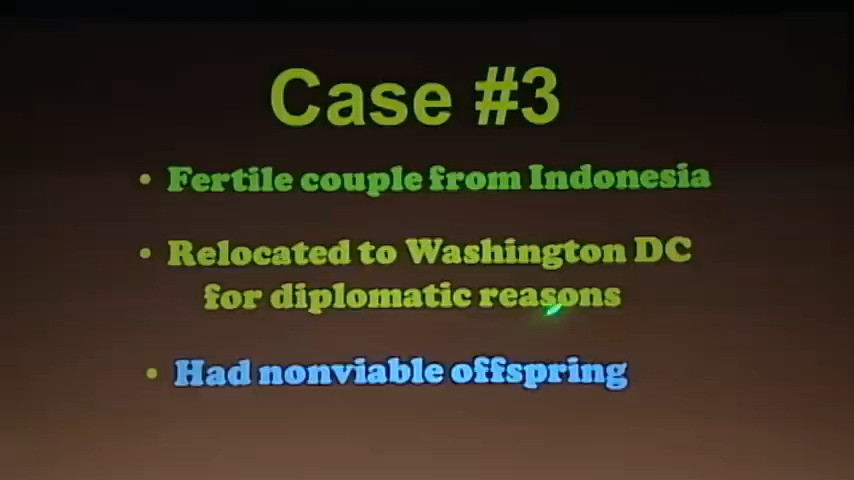 Case #3
• Fertile couple from Indonesia
• Relocated to Washington DC
for diplomatic reasons
• Had nonviable offspring